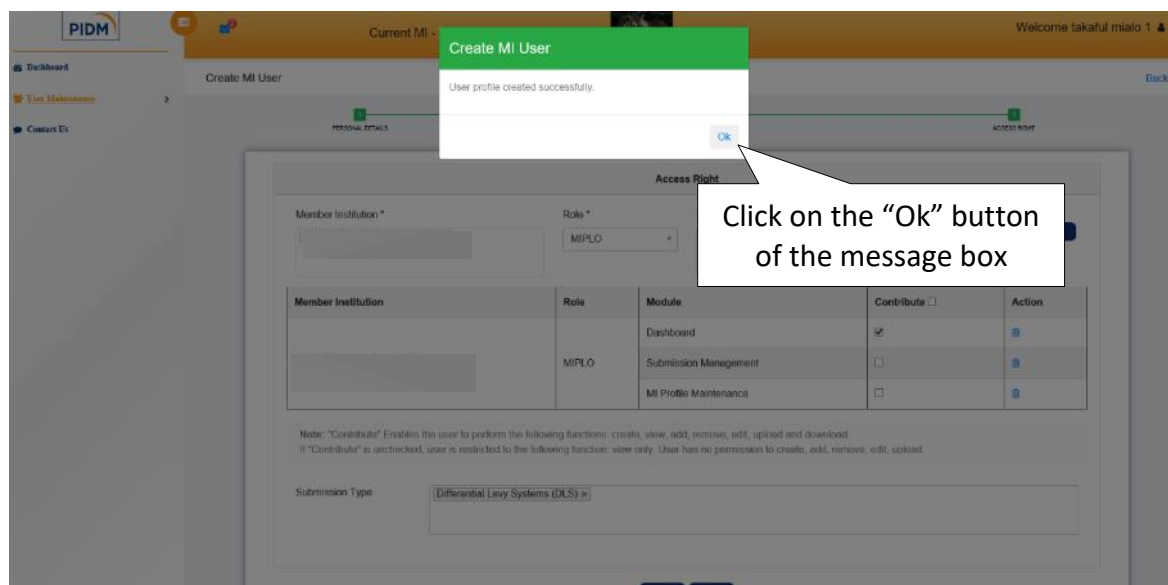 PIDM
Current MI -
Welcome takaful mialo 1
Create MI User
User profile created successfully.
Ok
Dashboard
User Maintenance
Contact Us
Create MI User
Back
PERSONAL DETAILS
ACCESS RIGHT
Click on the “Ok” button
of the message box
Access Right
Member Institution *
Role *
MIPLO
Member Institution
Role
Module
Contribute
Action
MIPLO
Dashboard
Submission Management
MI Profile Maintenance
Note: "Contribute" Enables the user to perform the following functions: create, view, add, remove, edit, upload and download
If "Contribute" is unchecked, user is restricted to the following function: view only. User has no permission to create, add, remove, edit, upload
Submission Type
Differential Levy Systems (DLS) ×